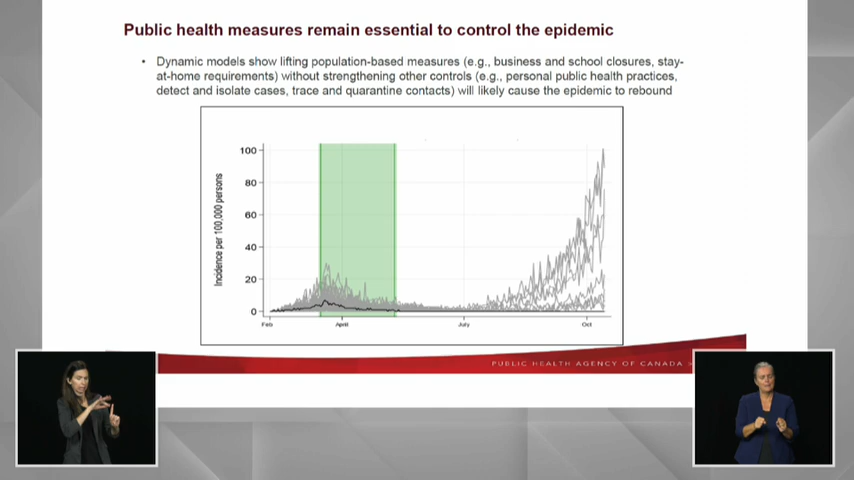 Public health measures remain essential to control the epidemic
• Dynamic models show lifting population-based measures (e.g., business and school closures, stay-
at-home requirements) without strengthening other controls (e.g., personal public health practices,
detect and isolate cases, trace and quarantine contacts) will likely cause the epidemic to rebound
Incidence per 100,000 persons
100
80
60
40
20
0
Feb
April
July
Oct
PUBLIC HEALTH AGENCY OF CANADA >